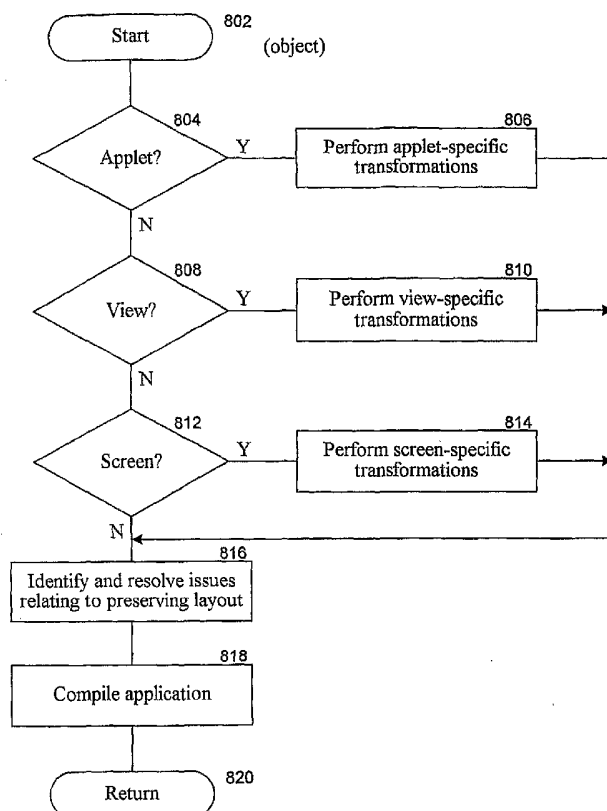 Start
802
(object)
804
Applet?
Y
806
Perform applet-specific
transformations
N
808
View?
Y
810
Perform view-specific
transformations
N
812
Screen?
Y
814
Perform screen-specific
transformations
N
816
Identify and resolve issues
relating to preserving layout
818
Compile application
820
Return